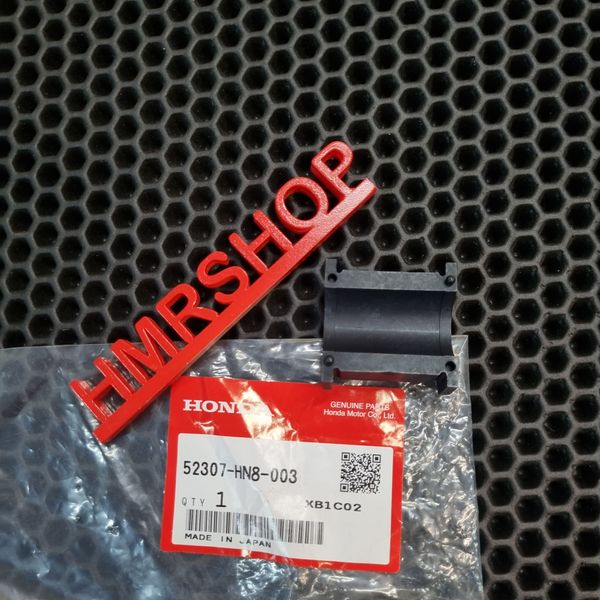 HMRSHOP
HONDA
GENUINE PARTS
Honda Motor Co., Ltd.
52307-HN8-003
QTY 1
XB1C02
MADE IN JAPAN